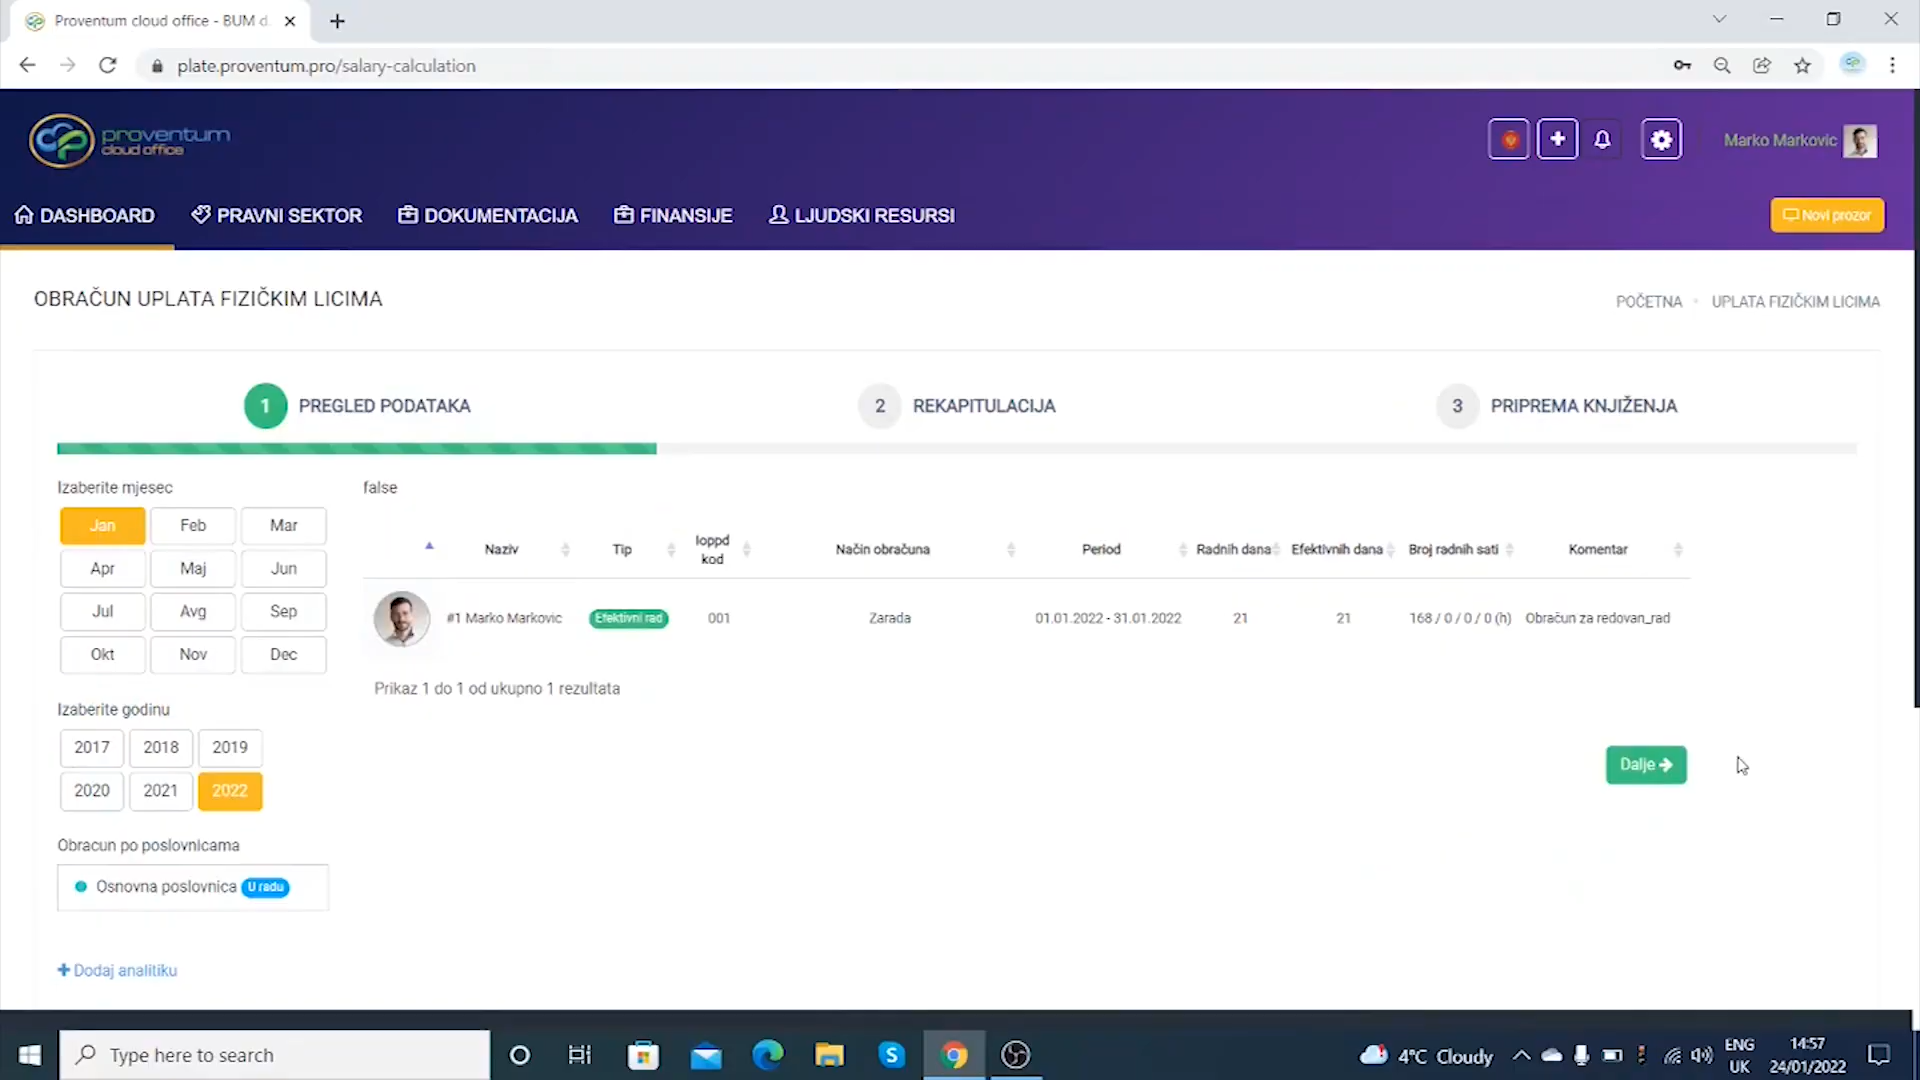 Proventum cloud office - BUM d
plate.proventum.pro/salary-calculation
proventum
cloud office
Marko Markovic
DASHBOARD
PRAVNI SEKTOR
DOKUMENTACIJA
FINANSIJE
LJUDSKI RESURSI
Novi prozor
OBRAČUN UPLATA FIZIČKIM LICIMA
POČETNA • UPLATA FIZIČKIM LICIMA
1 PREGLED PODATAKA
2 REKAPITULACIJA
3 PRIPREMA KNJIŽENJA
Izaberite mjesec
Jan Feb Mar
Apr Maj Jun
Jul Avg Sep
Okt Nov Dec
Izaberite godinu
2017 2018 2019
2020 2021 2022
Obracun po poslovnicama
Osnovna poslovnica U radu
+ Dodaj analitiku
false
Naziv Tip Ioppd kod Način obračuna Period Radnih dana Efektivnih dana Broj radnih sati Komentar
#1 Marko Markovic Efektivni rad 001 Zarada 01.01.2022 - 31.01.2022 21 21 168 / 0 / 0 / 0 (h) Obračun za redovan_rad
Prikaz 1 do 1 od ukupno 1 rezultata
Dalje
Type here to search
4°C Cloudy
ENG
UK
14:57
24/01/2022